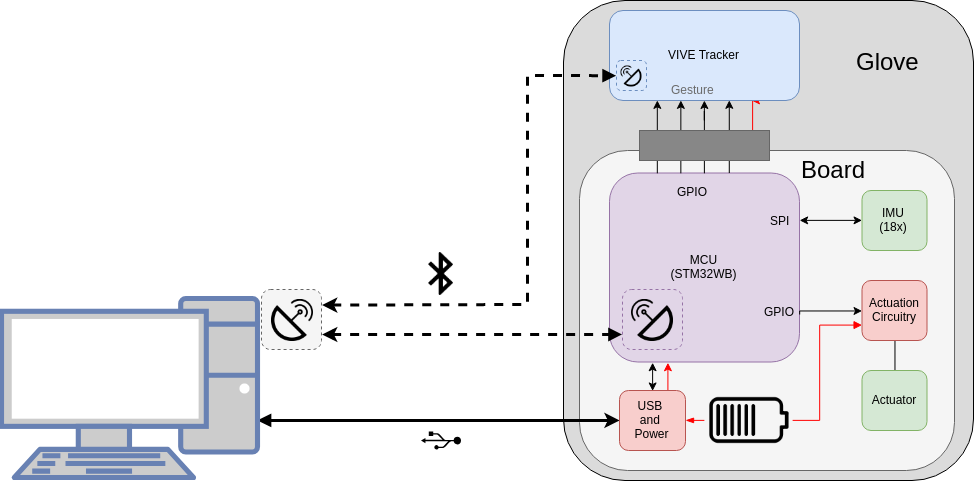 VIVE Tracker
Glove
Gesture
Board
GPIO
IMU
(18x)
SPI
MCU
(STM32WB)
GPIO
Actuation
Circuitry
USB
and
Power
Actuator